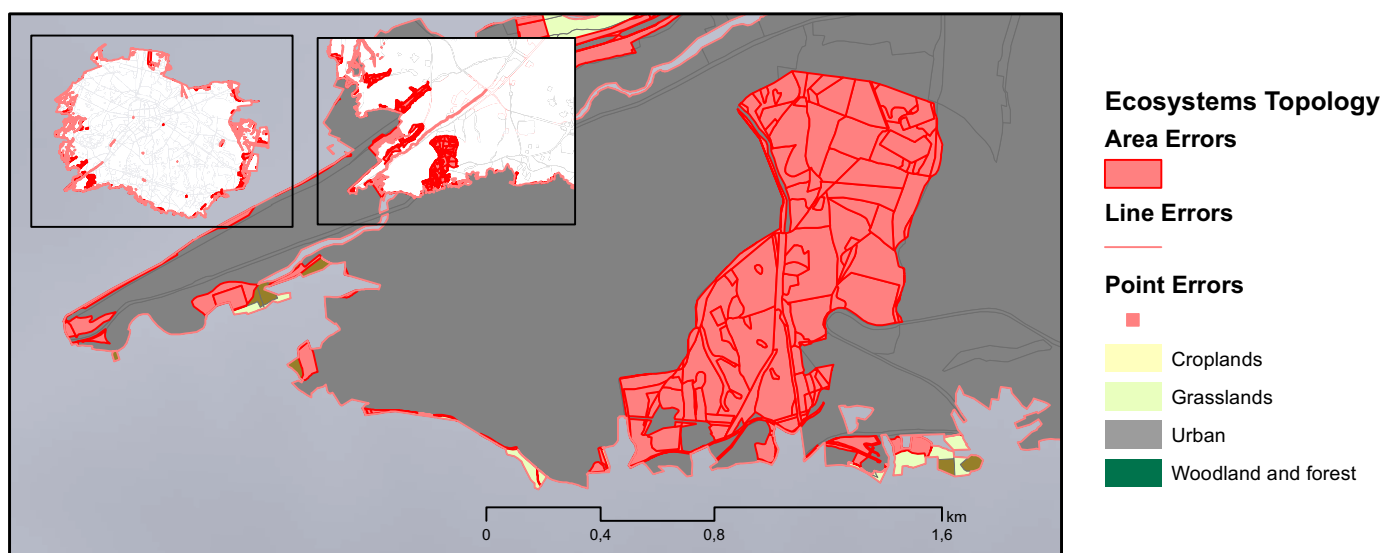 Ecosystems Topology
Area Errors
Line Errors
Point Errors
Croplands
Grasslands
Urban
Woodland and forest
km
0 0,4 0,8 1,6